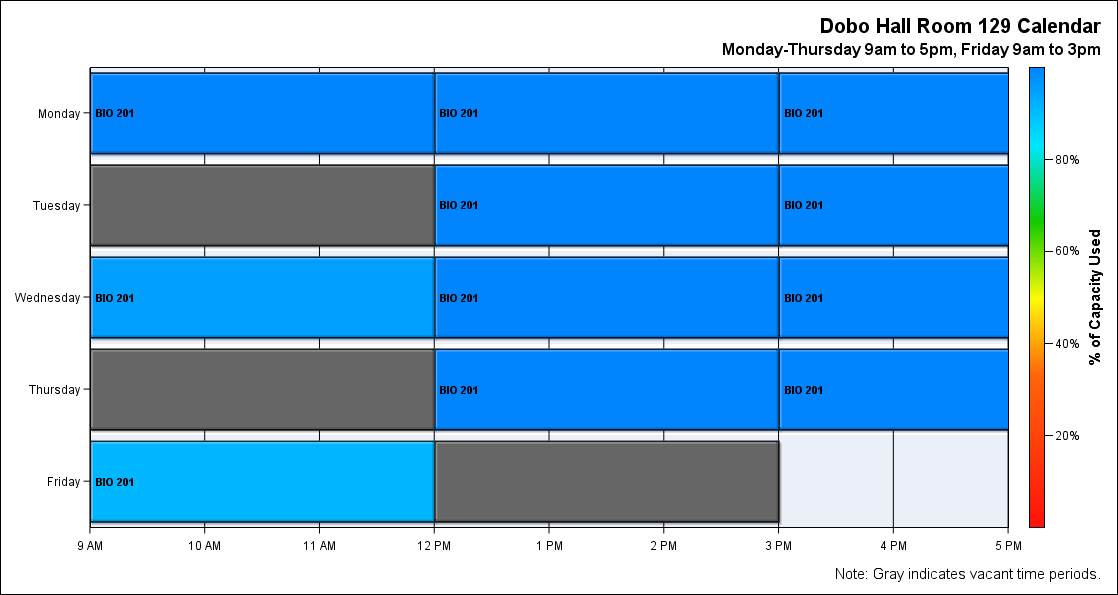 Dobo Hall Room 129 Calendar
Monday-Thursday 9am to 5pm, Friday 9am to 3pm
Monday
BIO 201
BIO 201
BIO 201
Tuesday
BIO 201
BIO 201
Wednesday
BIO 201
BIO 201
BIO 201
Thursday
BIO 201
BIO 201
Friday
BIO 201
9 AM
10 AM
11 AM
12 PM
1 PM
2 PM
3 PM
4 PM
5 PM
80%
60%
40%
20%
% of Capacity Used
Note: Gray indicates vacant time periods.